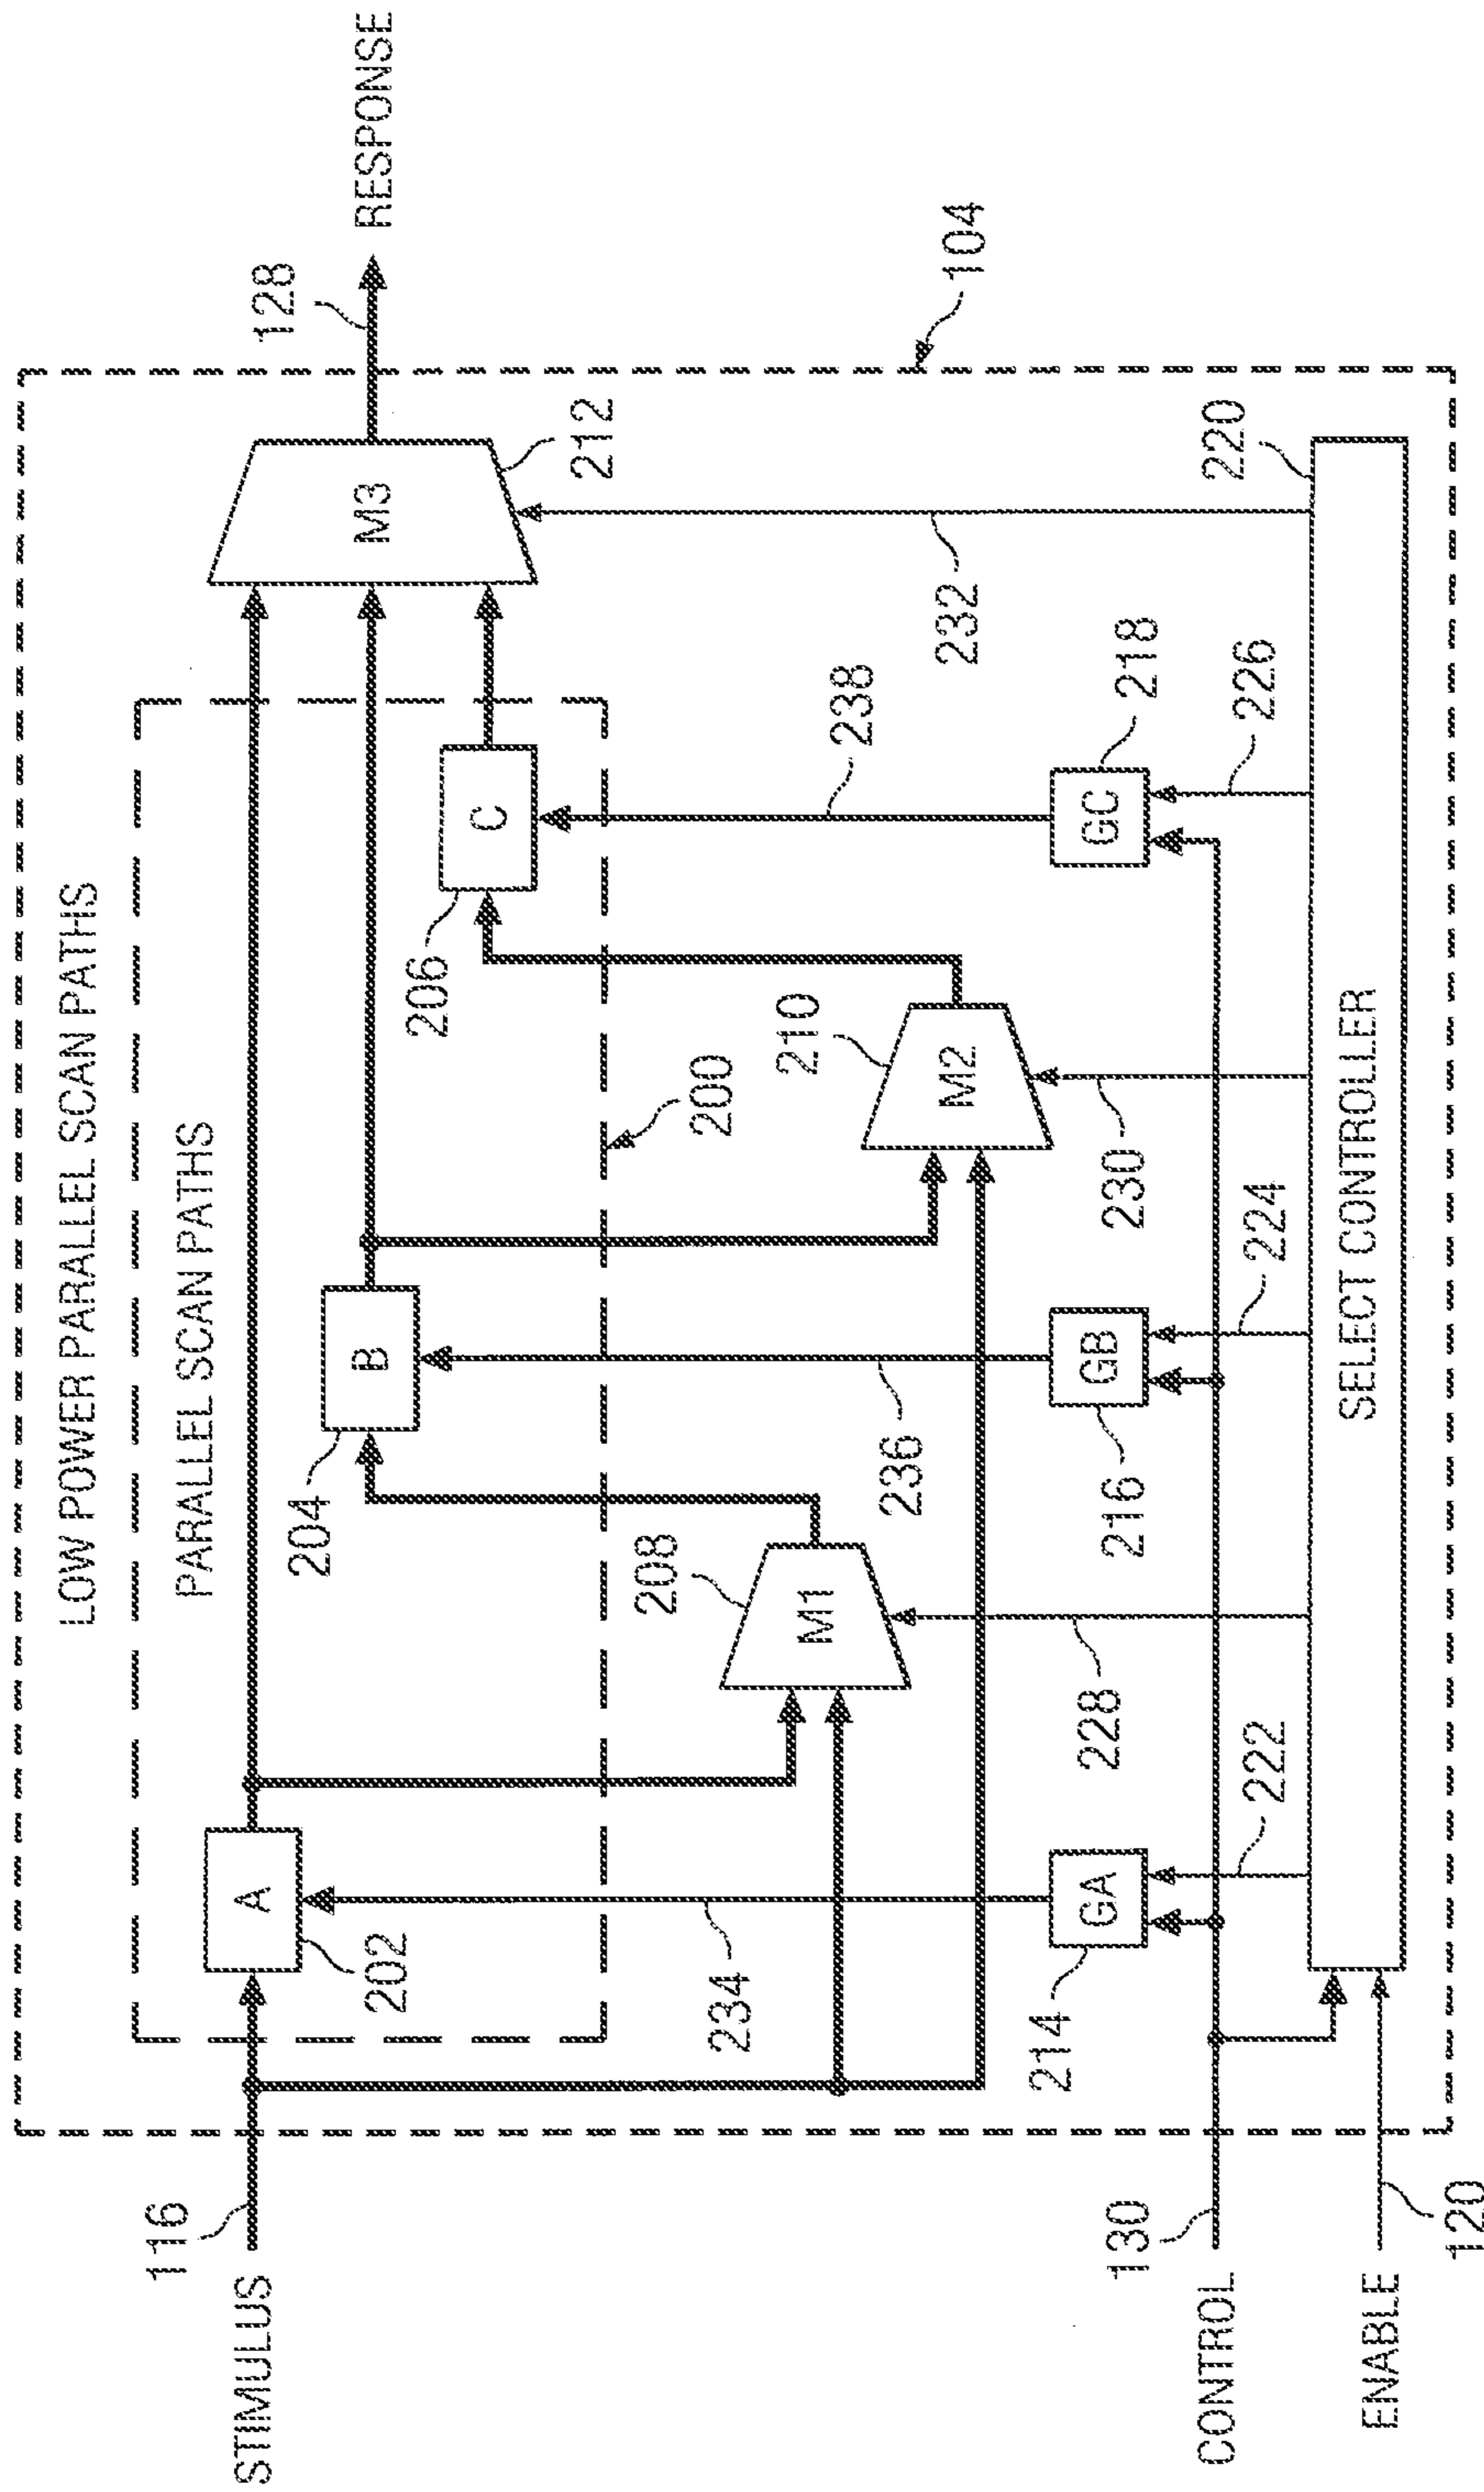 LOW POWER PARALLEL SCAN PATHS
PARALLEL SCAN PATHS
STIMULUS
116
A
202
204
B
206
C
M3
212
128
RESPONSE
104
208
M1
200
210
M2
234
236
238
232
214
GA
228
216
GB
230
GC
218
222
224
226
220
CONTROL
130
SELECT CONTROLLER
ENABLE
120